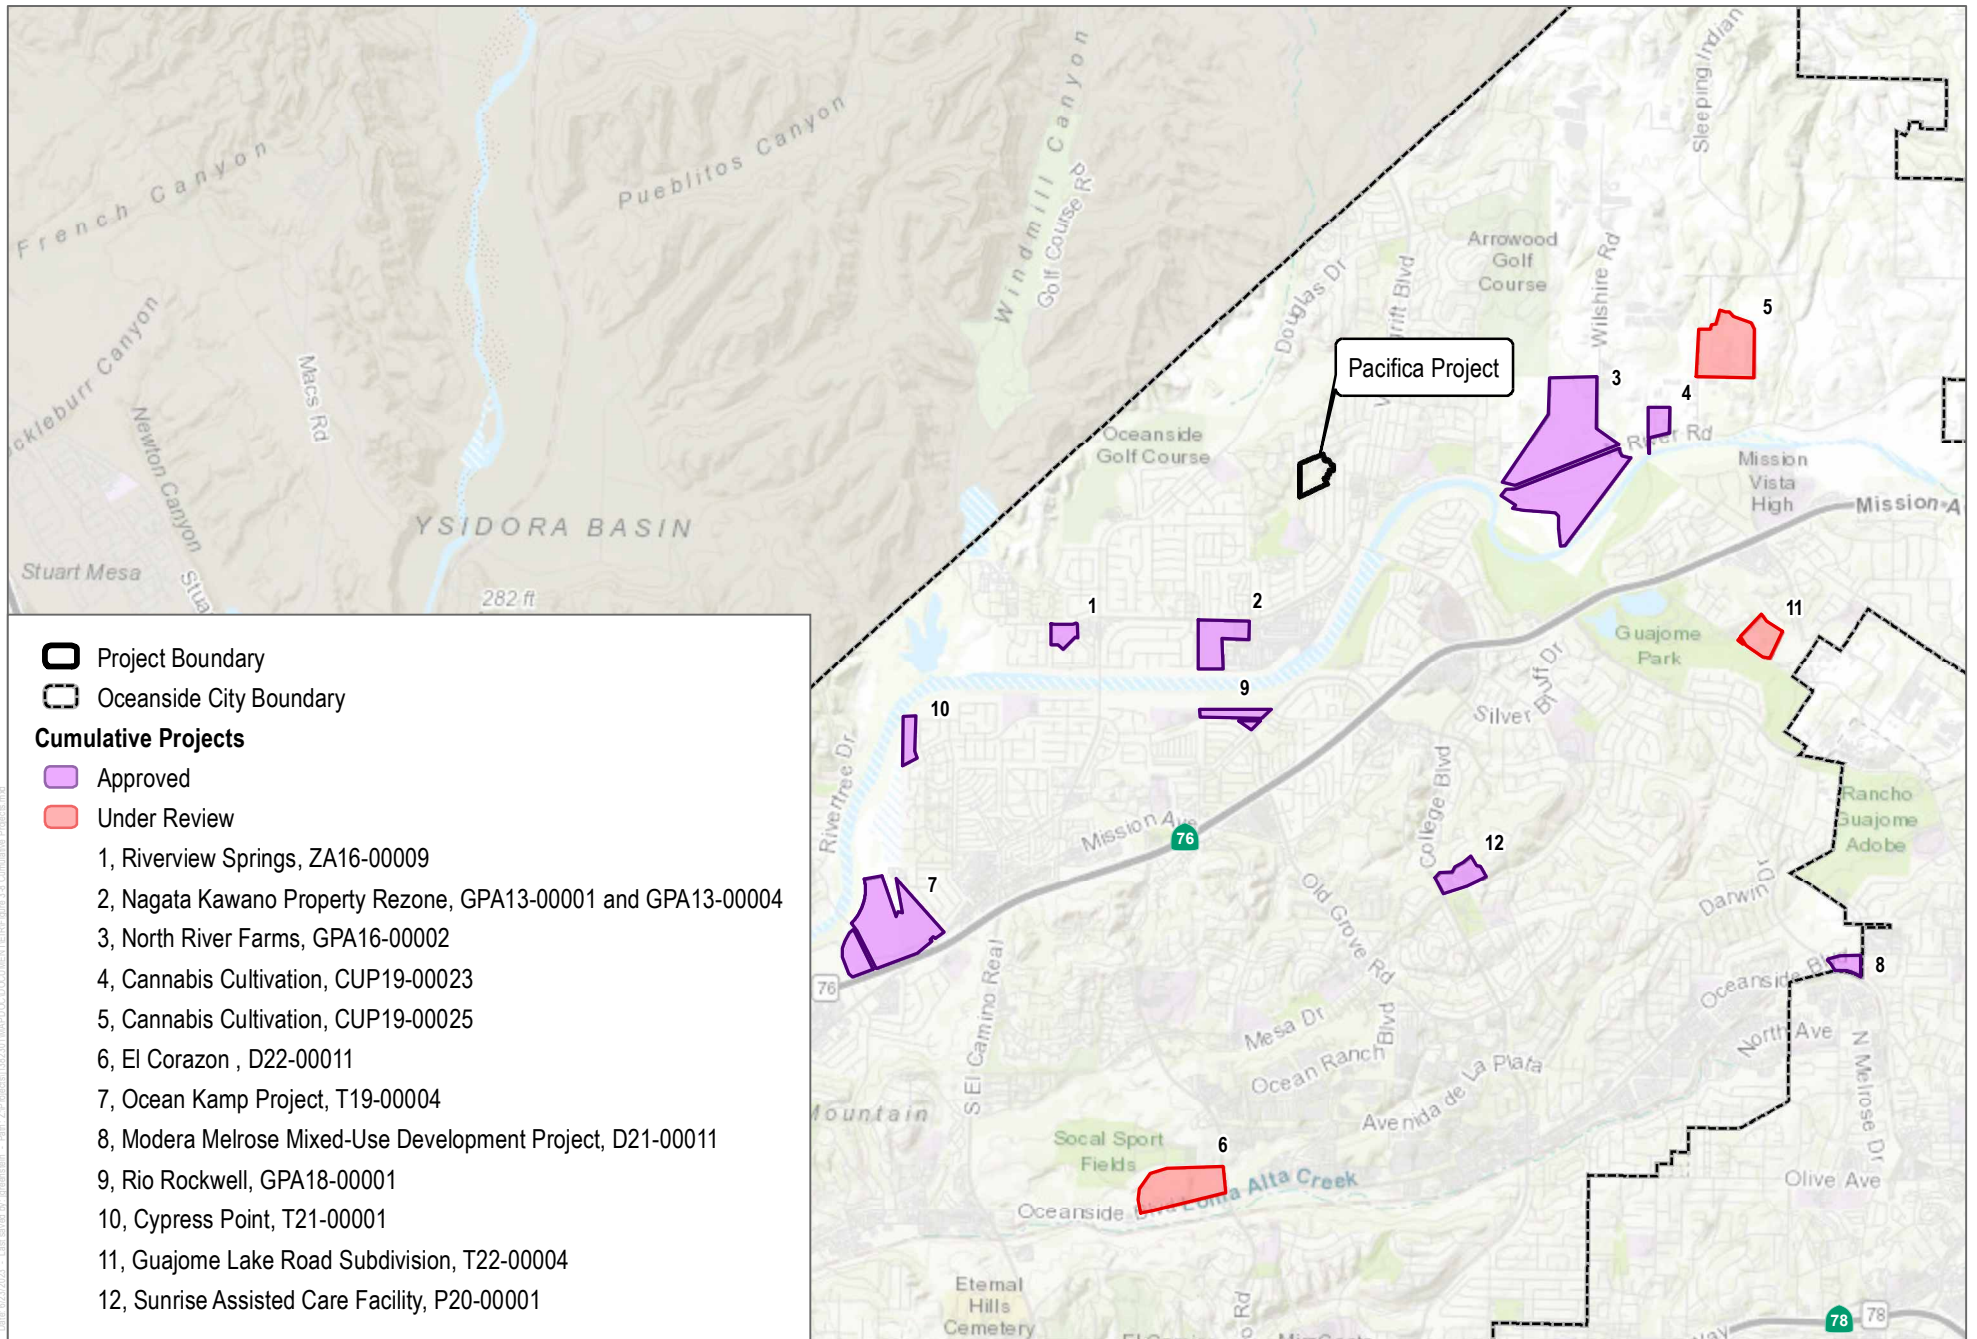 French Canyon
Pueblitos Canyon
Windmill Canyon
Golf Course R
Sleeping Indian
Arrowood
Golf
Course
Wilshire Rd
Douglas Dr
Macs Rd
Newton Canyon
Stuart Mesa
YSIDORA BASIN
282 ft
Oceanside
Golf Course
Pacifica Project
3
4
5
River Rd
Mission
Vista
High
1
2
9
10
11
Guajome
Park
Silver Bluff Dr
College Blvd
Rivertree Dr
Mission Ave
76
12
7
76
Old Grove Rd
Rancho
Guajome
Adobe
Darwin Dr
8
Oceanside Blvd
North Ave
N Melrose Dr
Olive Ave
S El Camino Real
Mesa Dr
Ocean Ranch Blvd
Avenida de La Plata
Mountain
Socal Sport
Fields
6
Oceanside Blvd
Loma Alta Creek
Eternal
Hills
Cemetery
78
78
Project Boundary
Oceanside City Boundary
Cumulative Projects
Approved
Under Review
1, Riverview Springs, ZA16-00009
2, Nagata Kawano Property Rezone, GPA13-00001 and GPA13-00004
3, North River Farms, GPA16-00002
4, Cannabis Cultivation, CUP19-00023
5, Cannabis Cultivation, CUP19-00025
6, El Corazon , D22-00011
7, Ocean Kamp Project, T19-00004
8, Modera Melrose Mixed-Use Development Project, D21-00011
9, Rio Rockwell, GPA18-00001
10, Cypress Point, T21-00001
11, Guajome Lake Road Subdivision, T22-00004
12, Sunrise Assisted Care Facility, P20-00001